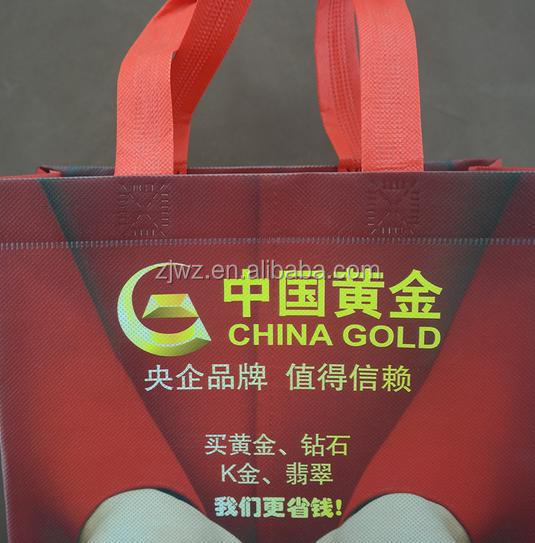 zjwz.en.alibaba.com
中国黄金
CHINA GOLD
央企品牌 值得信赖
买黄金、钻石
K金、翡翠
我们更省钱!